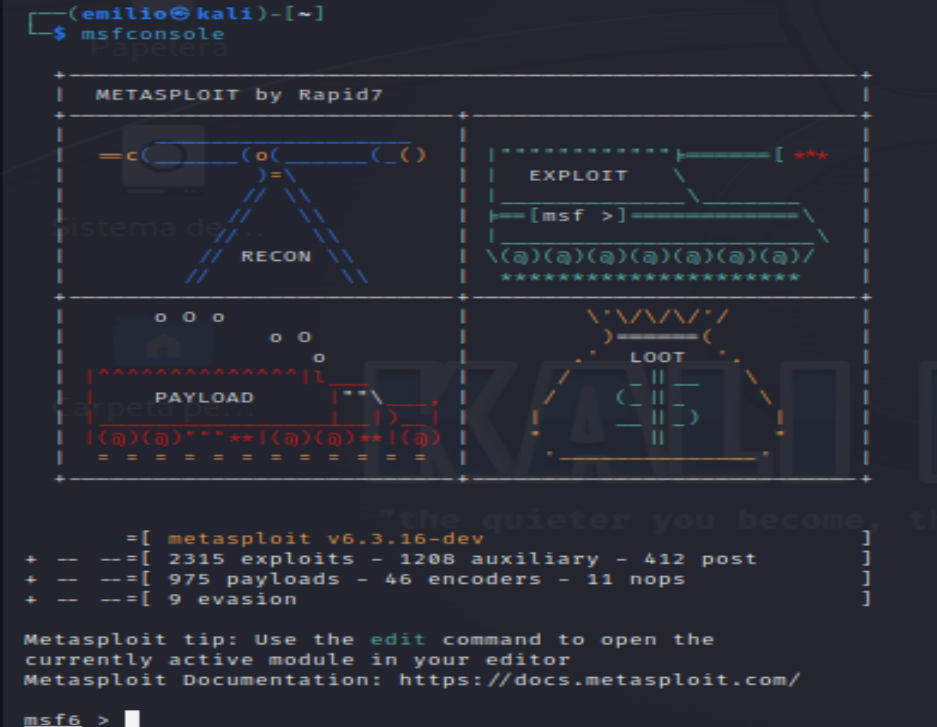 ┌──(emilio㉿kali)-[~]
└─$ msfconsole
Papelera
METASPLOIT by Rapid7
EXPLOIT
[msf >]
Sistema de ...
RECON
LOOT
PAYLOAD
Carpeta pe...
KALI
"the quieter you become, th
=[ metasploit v6.3.16-dev ]
+ -- --=[ 2315 exploits - 1208 auxiliary - 412 post ]
+ -- --=[ 975 payloads - 46 encoders - 11 nops ]
+ -- --=[ 9 evasion ]
Metasploit tip: Use the edit command to open the
currently active module in your editor
Metasploit Documentation: https://docs.metasploit.com/
msf6 >